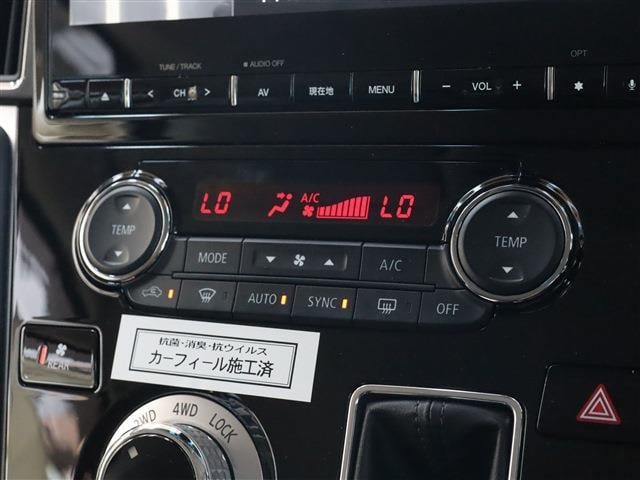 TUNE / TRACK
AUDIO OFF
OPT
< CH >
AV
現在地
MENU
− VOL +
LO
A/C
LO
TEMP
TEMP
MODE
A/C
AUTO
SYNC
OFF
REAR
抗菌・消臭・抗ウイルス
カーフィール施工済
2WD 4WD LOCK